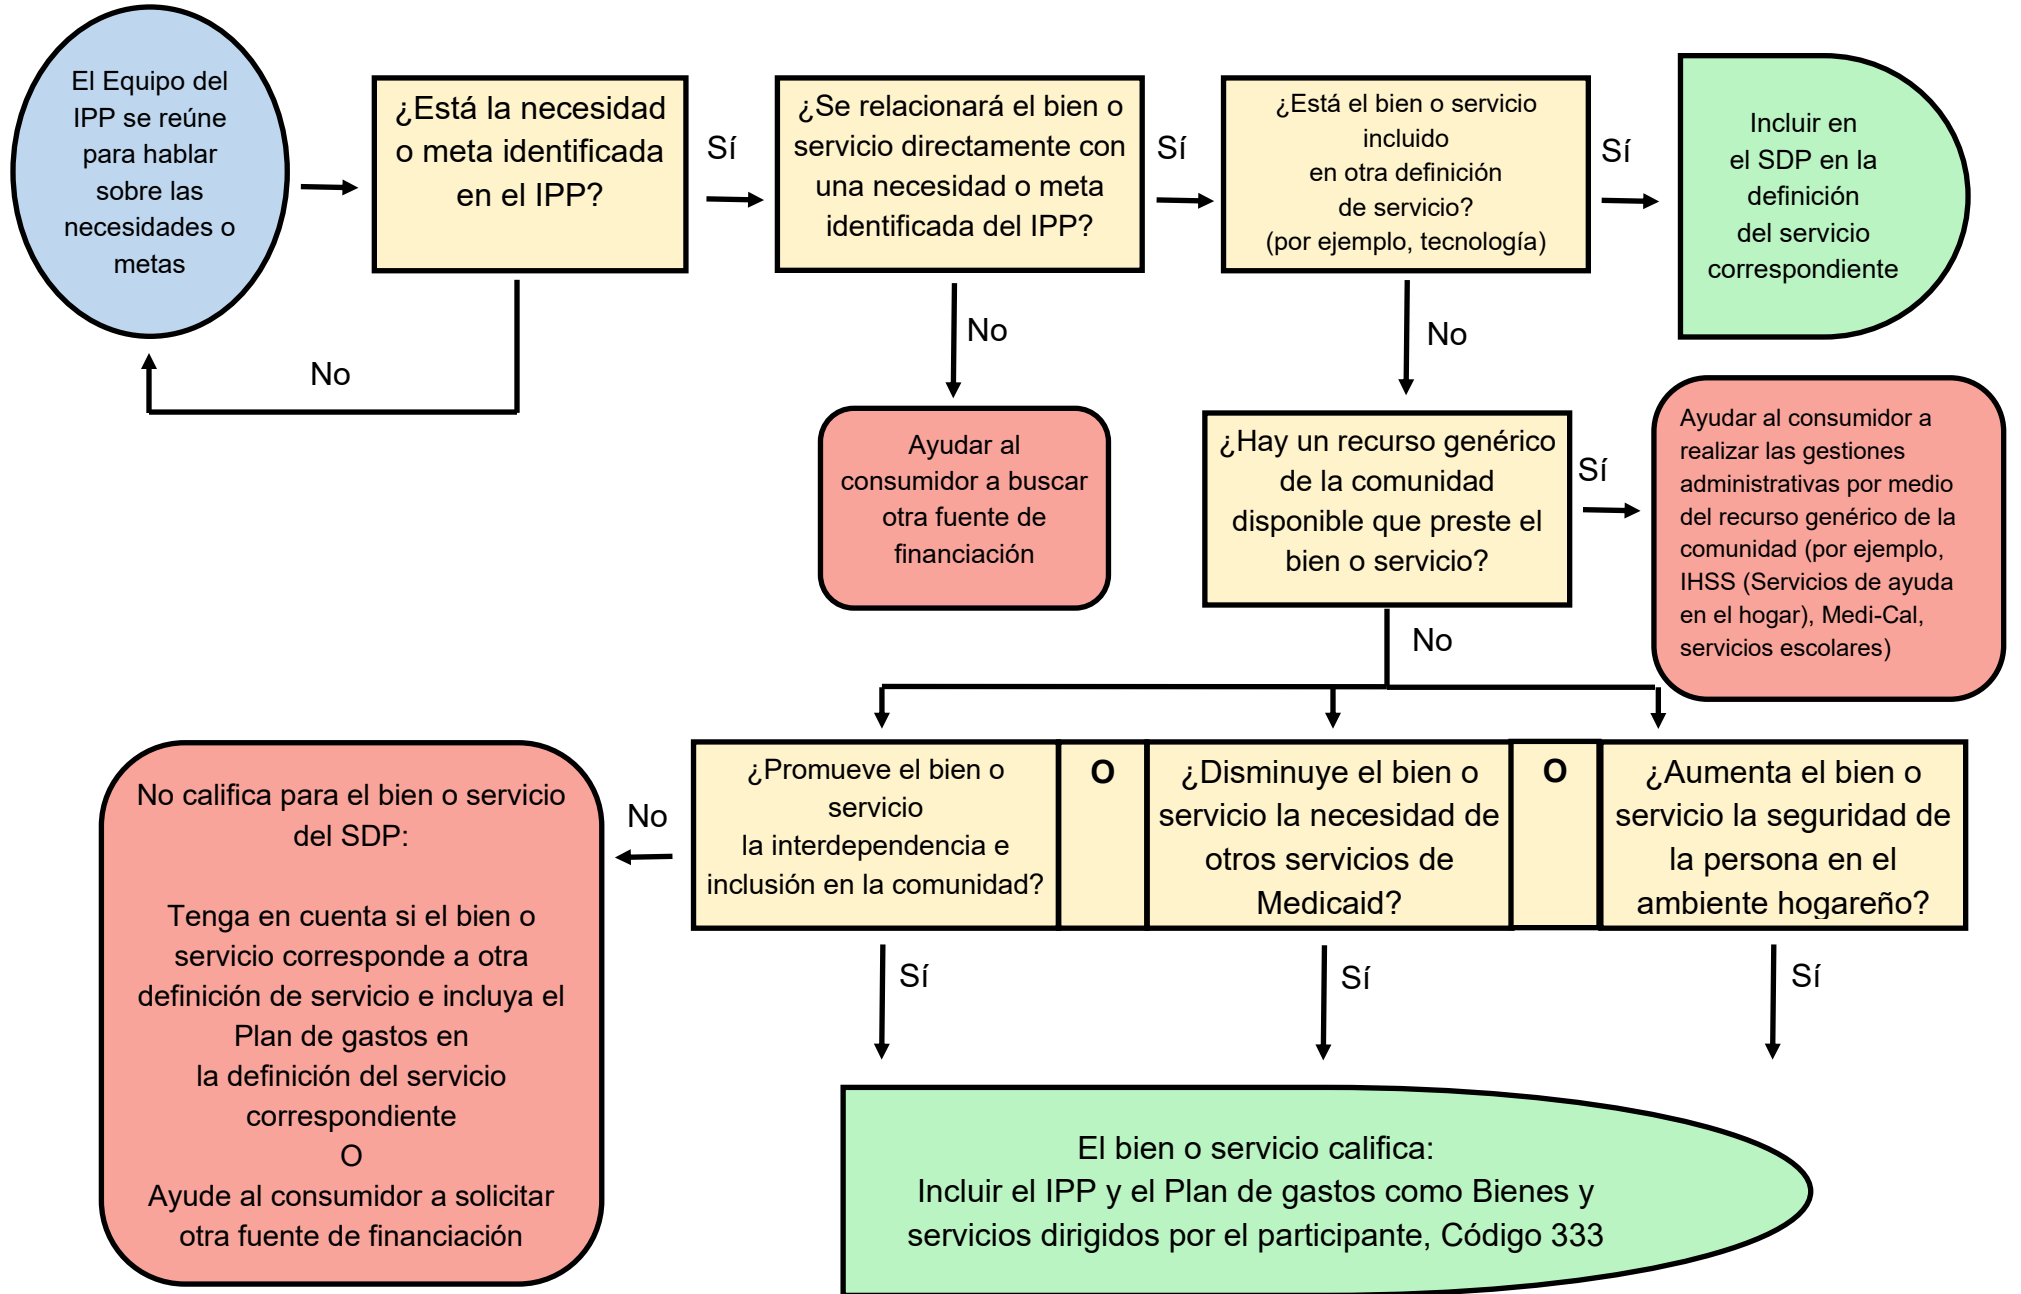 El Equipo del
IPP se reúne
para hablar
sobre las
necesidades o
metas
¿Está la necesidad
o meta identificada
en el IPP?
Sí
¿Se relacionará el bien o
servicio directamente con
una necesidad o meta
identificada del IPP?
Sí
¿Está el bien o servicio
incluido
en otra definición
de servicio?
(por ejemplo, tecnología)
Sí
Incluir en
el SDP en la
definición
del servicio
correspondiente
No
No
No
Ayudar al
consumidor a buscar
otra fuente de
financiación
¿Hay un recurso genérico
de la comunidad
disponible que preste el
bien o servicio?
Sí
Ayudar al consumidor a
realizar las gestiones
administrativas por medio
del recurso genérico de la
comunidad (por ejemplo,
IHSS (Servicios de ayuda
en el hogar), Medi-Cal,
servicios escolares)
No
¿Promueve el bien o
servicio
la interdependencia e
inclusión en la comunidad?
O
¿Disminuye el bien o
servicio la necesidad de
otros servicios de
Medicaid?
O
¿Aumenta el bien o
servicio la seguridad de
la persona en el
ambiente hogareño?
No
No califica para el bien o servicio
del SDP:
Tenga en cuenta si el bien o
servicio corresponde a otra
definición de servicio e incluya el
Plan de gastos en
la definición del servicio
correspondiente
O
Ayude al consumidor a solicitar
otra fuente de financiación
Sí
Sí
Sí
El bien o servicio califica:
Incluir el IPP y el Plan de gastos como Bienes y
servicios dirigidos por el participante, Código 333